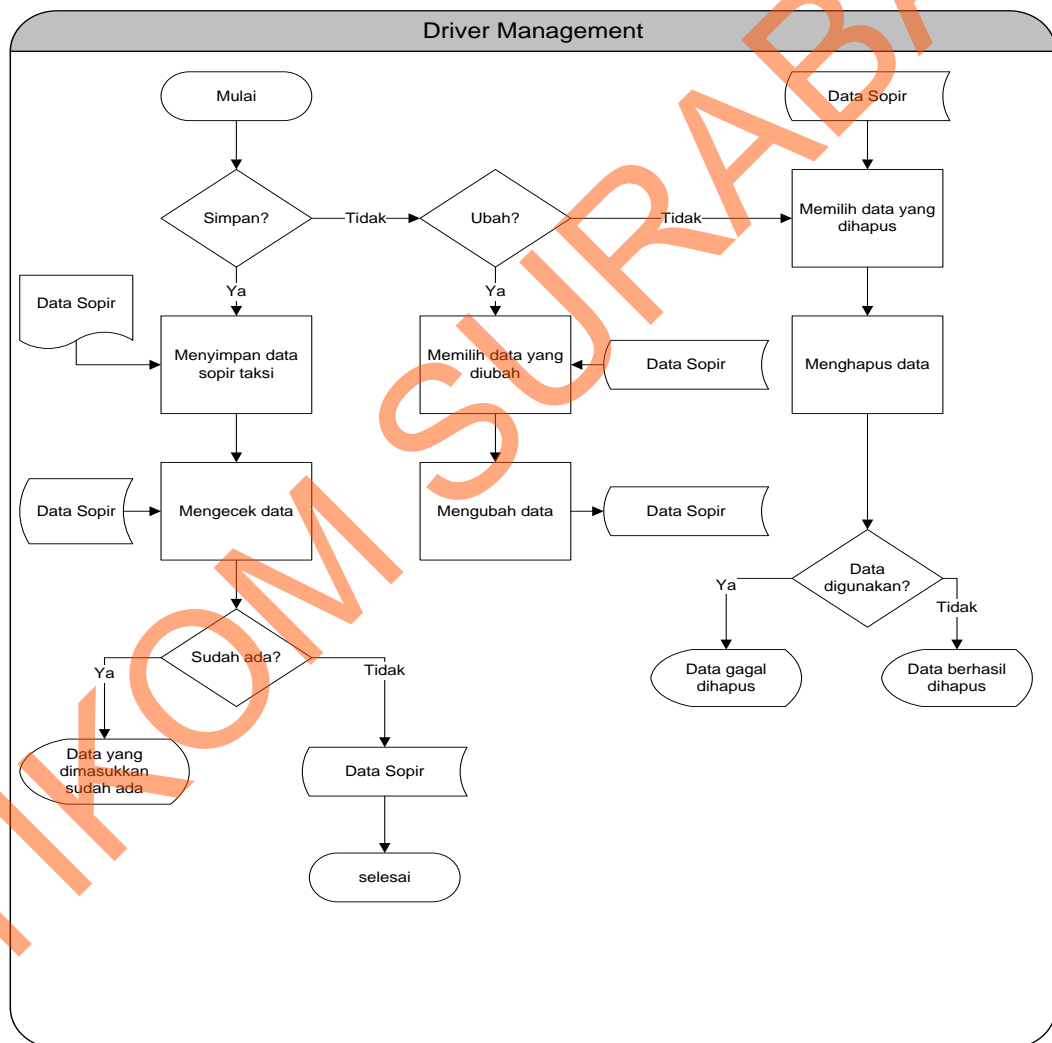 Driver Management
Mulai
Data Sopir
Simpan?
Tidak
Ubah?
Tidak
Memilih data yang
dihapus
Ya
Ya
Data Sopir
Menyimpan data
sopir taksi
Memilih data yang
diubah
Data Sopir
Menghapus data
Data Sopir
Mengecek data
Mengubah data
Data Sopir
Data
digunakan?
Ya
Tidak
Sudah ada?
Ya
Tidak
Data gagal
dihapus
Data berhasil
dihapus
Data yang
dimasukkan
sudah ada
Data Sopir
selesai
IKOM SURABA